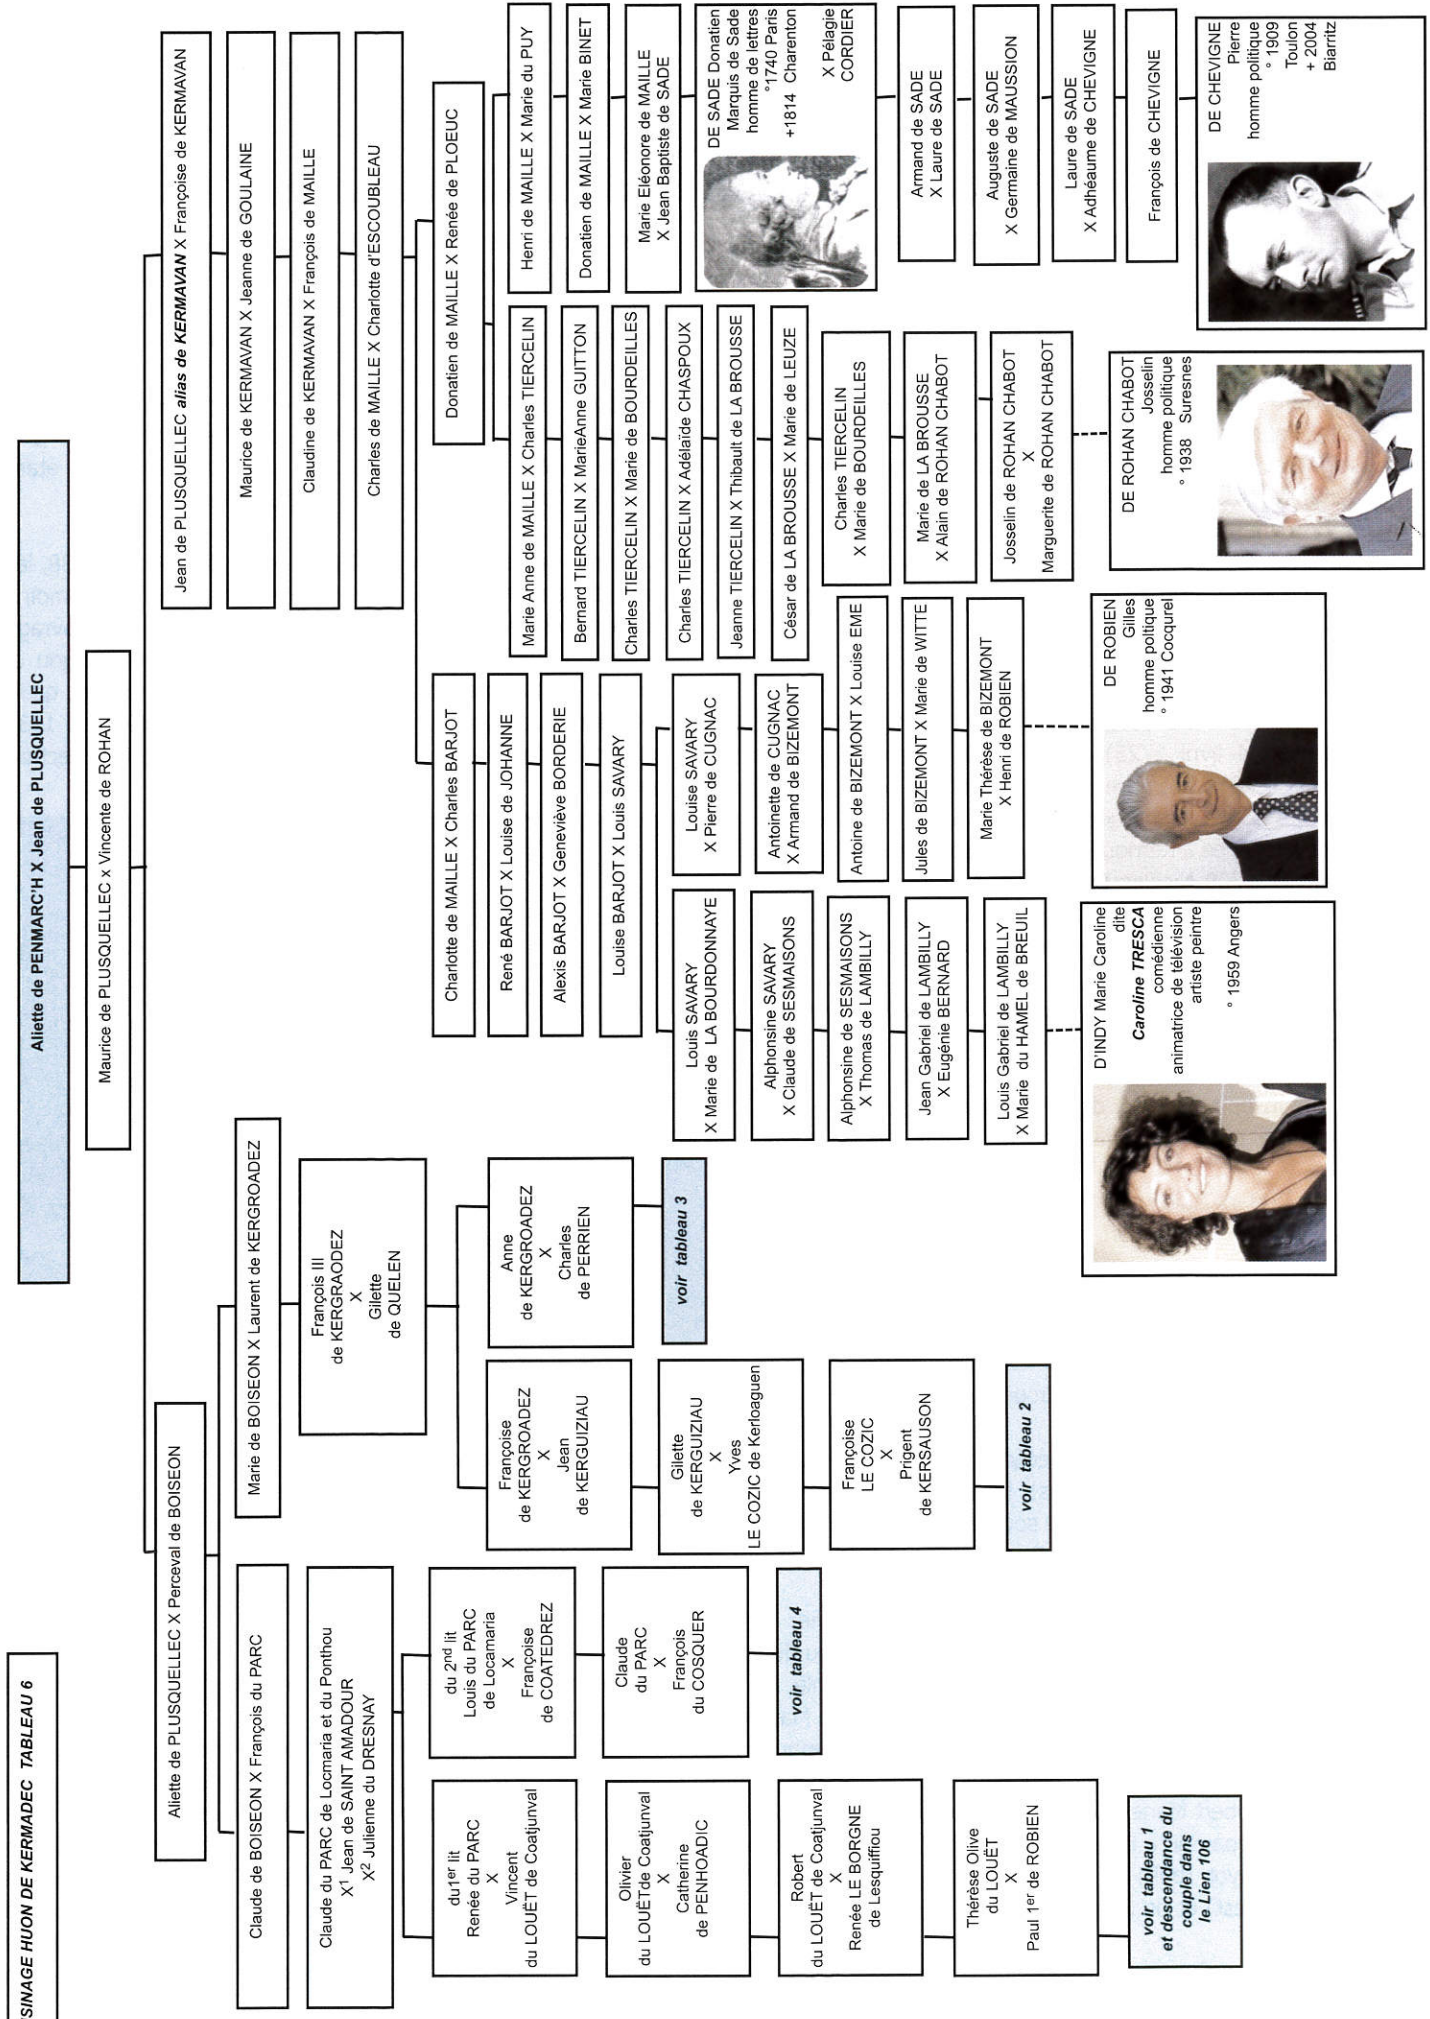 SINAGE HUON DE KERMADEC TABLEAU 6
Aliette de PENMARC'H X Jean de PLUSQUELLEC
Maurice de PLUSQUELLEC x Vincente de ROHAN
Aliette de PLUSQUELLEC X Perceval de BOISEON
Claude de BOISEON X François du PARC
Claude du PARC de Locmaria et du Ponthou
X1 Jean de SAINT AMADOUR
X2 Julienne du DRESNAY
du1er lit
Renée du PARC
X
Vincent
du LOUËT de Coatjunval
Olivier
du LOUËT de Coatjunval
X
Catherine
de PENHOADIC
Robert
du LOUËT de Coatjunval
X
Renée LE BORGNE
de Lesquiffiou
Thérèse Olive
du LOUËT
X
Paul 1er de ROBIEN
voir tableau 1
et descendance du
couple dans
le Lien 106
du 2nd lit
Louis du PARC
de Locamaria
X
Françoise
de COATEDREZ
Claude
du PARC
X
François
du COSQUER
voir tableau 4
Marie de BOISEON X Laurent de KERGROADEZ
François III
de KERGRAODEZ
X
Gilette
de QUELEN
Françoise
de KERGROADEZ
X
Jean
de KERGUIZIAU
Gilette
de KERGUIZIAU
X
Yves
LE COZIC de Kerloaguen
Françoise
LE COZIC
X
Prigent
de KERSAUSON
voir tableau 2
Anne
de KERGROADEZ
X
Charles
de PERRIEN
voir tableau 3
Jean de PLUSQUELLEC alias de KERMAVAN X Françoise de KERMAVAN
Maurice de KERMAVAN X Jeanne de GOULAINE
Claudine de KERMAVAN X François de MAILLE
Charles de MAILLE X Charlotte d'ESCOUBLEAU
Charlotte de MAILLE X Charles BARJOT
René BARJOT X Louise de JOHANNE
Alexis BARJOT X Geneviève BORDERIE
Louise BARJOT X Louis SAVARY
Louis SAVARY
X Marie de LA BOURDONNAYE
Alphonsine SAVARY
X Claude de SESMAISONS
Alphonsine de SESMAISONS
X Thomas de LAMBILLY
Jean Gabriel de LAMBILLY
X Eugénie BERNARD
Louis Gabriel de LAMBILLY
X Marie du HAMEL de BREUIL
D'INDY Marie Caroline
dite
Caroline TRESCA
comédienne
animatrice de télévision
artiste peintre
° 1959 Angers
Louise SAVARY
X Pierre de CUGNAC
Antoinette de CUGNAC
X Armand de BIZEMONT
Antoine de BIZEMONT X Louise EME
Jules de BIZEMONT X Marie de WITTE
Marie Thérèse de BIZEMONT
X Henri de ROBIEN
DE ROBIEN
Gilles
homme poltique
° 1941 Cocqurel
Donatien de MAILLE X Renée de PLOEUC
Marie Anne de MAILLE X Charles TIERCELIN
Bernard TIERCELIN X MarieAnne GUITTON
Charles TIERCELIN X Marie de BOURDEILLES
Charles TIERCELIN X Adélaïde CHASPOUX
Jeanne TIERCELIN X Thibault de LA BROUSSE
César de LA BROUSSE X Marie de LEUZE
Charles TIERCELIN
X Marie de BOURDEILLES
Marie de LA BROUSSE
X Alain de ROHAN CHABOT
Josselin de ROHAN CHABOT
X
Marguerite de ROHAN CHABOT
DE ROHAN CHABOT
Josselin
homme politique
° 1938 Suresnes
Henri de MAILLE X Marie du PUY
Donatien de MAILLE X Marie BINET
Marie Eléonore de MAILLE
X Jean Baptiste de SADE
DE SADE Donatien
Marquis de Sade
homme de lettres
°1740 Paris
+1814 Charenton
X Pélagie
CORDIER
Armand de SADE
X Laure de SADE
Auguste de SADE
X Germaine de MAUSSION
Laure de SADE
X Adhéaume de CHEVIGNE
François de CHEVIGNE
DE CHEVIGNE
Pierre
homme politique
° 1909
Toulon
+ 2004
Biarritz